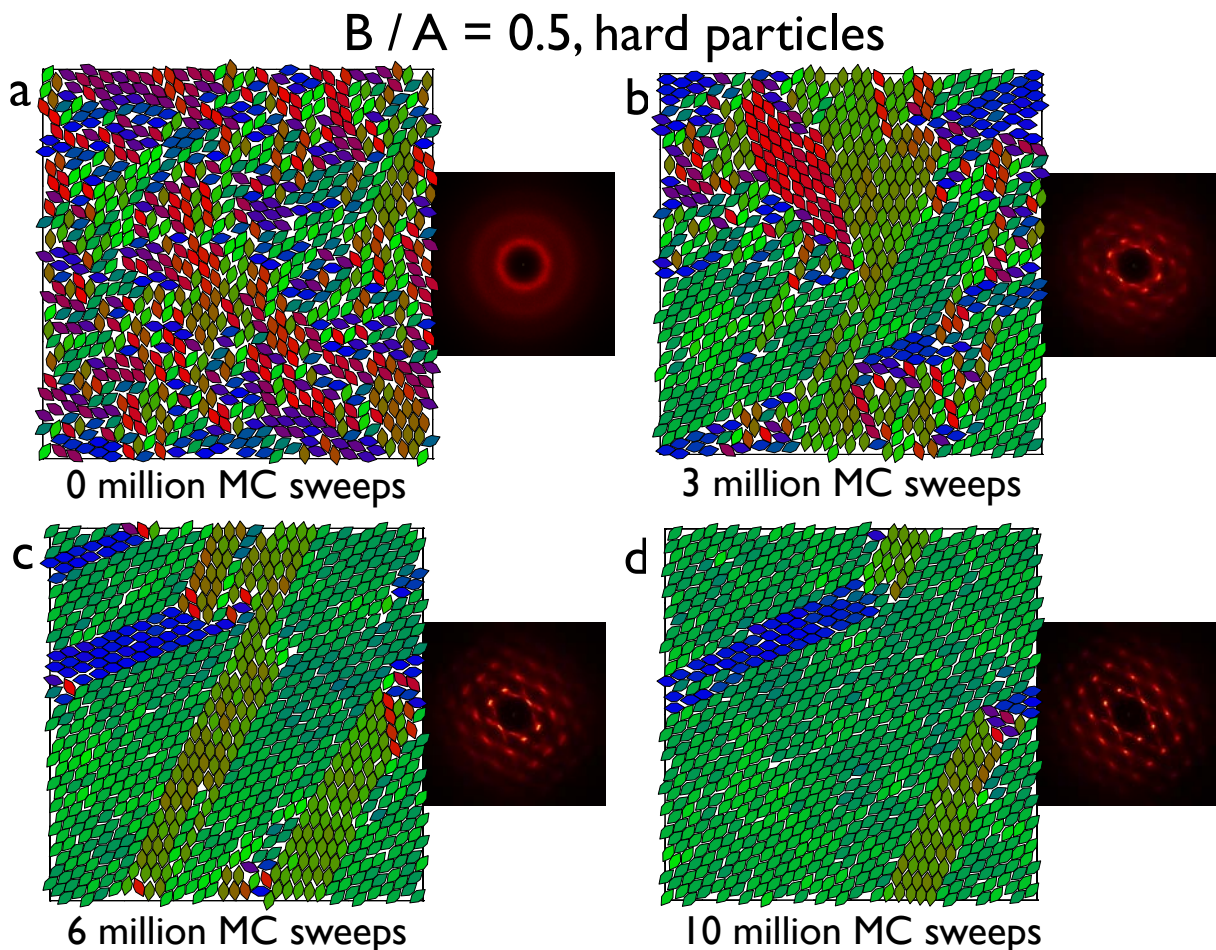 B / A = 0.5, hard particles
a
b
0 million MC sweeps
3 million MC sweeps
c
d
6 million MC sweeps
10 million MC sweeps